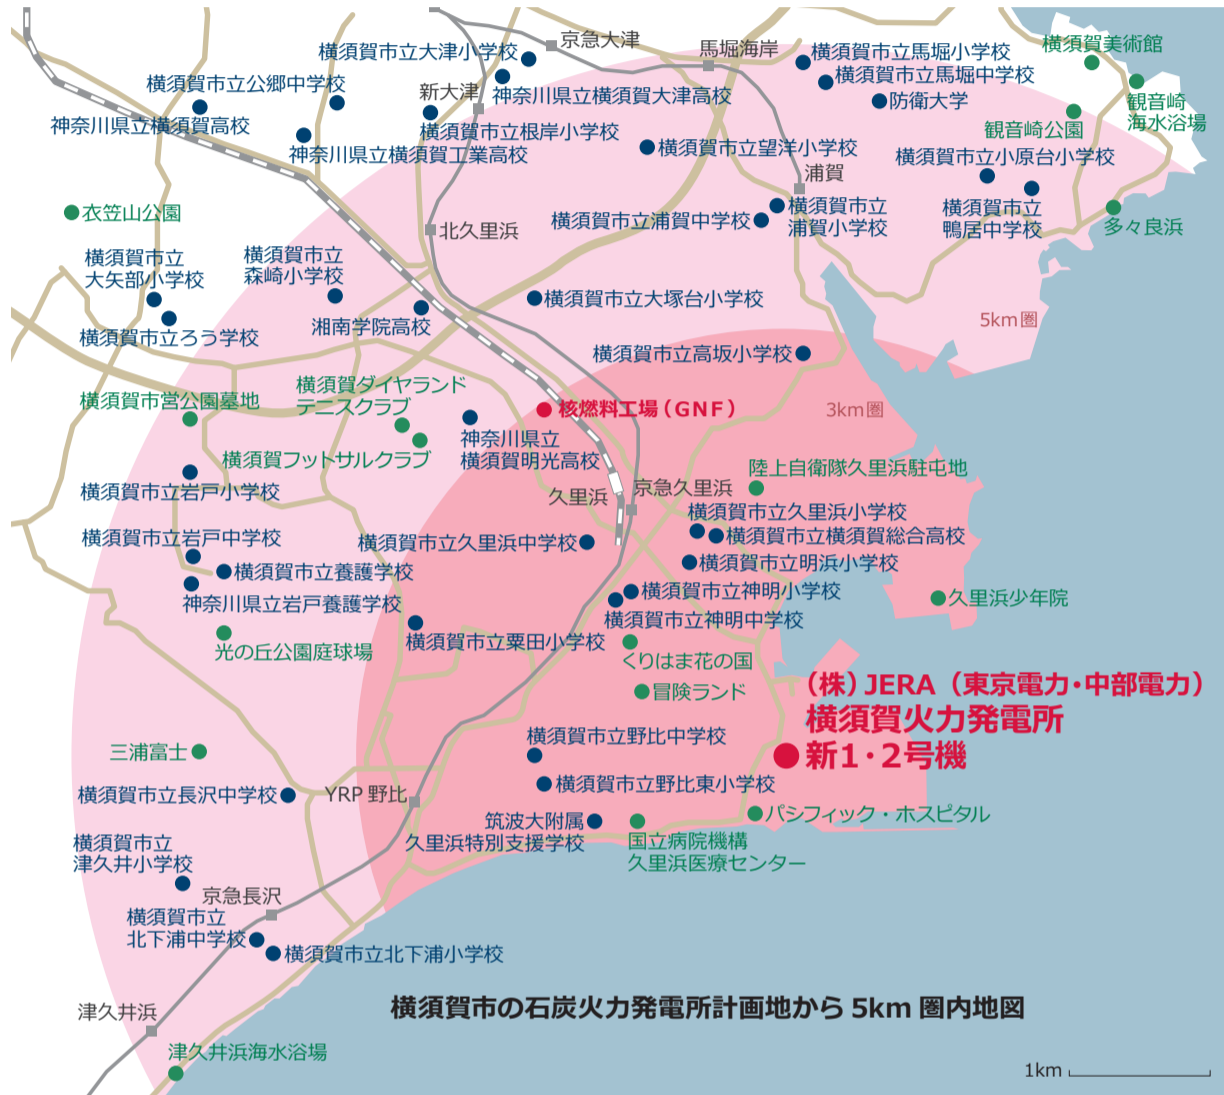 京急大津
馬堀海岸
横須賀美術館
横須賀市立大津小学校
横須賀市立馬堀小学校
横須賀市立公郷中学校
新大津
神奈川県立横須賀大津高校
横須賀市立馬堀中学校
防衛大学
観音崎
海水浴場
神奈川県立横須賀高校
横須賀市立根岸小学校
観音崎公園
神奈川県立横須賀工業高校
横須賀市立望洋小学校
横須賀市立小原台小学校
浦賀
衣笠山公園
北久里浜
横須賀市立浦賀中学校
横須賀市立
浦賀小学校
横須賀市立
鴨居中学校
多々良浜
横須賀市立
大矢部小学校
横須賀市立
森崎小学校
横須賀市立大塚台小学校
湘南学院高校
横須賀市立ろう学校
5km圏
横須賀市立高坂小学校
横須賀市営公園墓地
横須賀ダイヤランド
テニスクラブ
核燃料工場（GNF）
3km圏
横須賀フットサルクラブ
神奈川県立
横須賀明光高校
陸上自衛隊久里浜駐屯地
横須賀市立岩戸小学校
久里浜
京急久里浜
横須賀市立久里浜小学校
横須賀市立岩戸中学校
横須賀市立久里浜中学校
横須賀市立横須賀総合高校
横須賀市立明浜小学校
横須賀市立養護学校
神奈川県立岩戸養護学校
横須賀市立神明小学校
久里浜少年院
横須賀市立神明中学校
横須賀市立粟田小学校
光の丘公園庭球場
くりはま花の国
冒険ランド
（株）JERA（東京電力・中部電力）
横須賀火力発電所
新1・2号機
三浦富士
横須賀市立野比中学校
横須賀市立長沢中学校
YRP 野比
横須賀市立野比東小学校
筑波大附属
久里浜特別支援学校
国立病院機構
久里浜医療センター
パシフィック・ホスピタル
横須賀市立
津久井小学校
京急長沢
横須賀市立
北下浦中学校
横須賀市立北下浦小学校
津久井浜
横須賀市の石炭火力発電所計画地から 5km 圏内地図
津久井浜海水浴場
1km